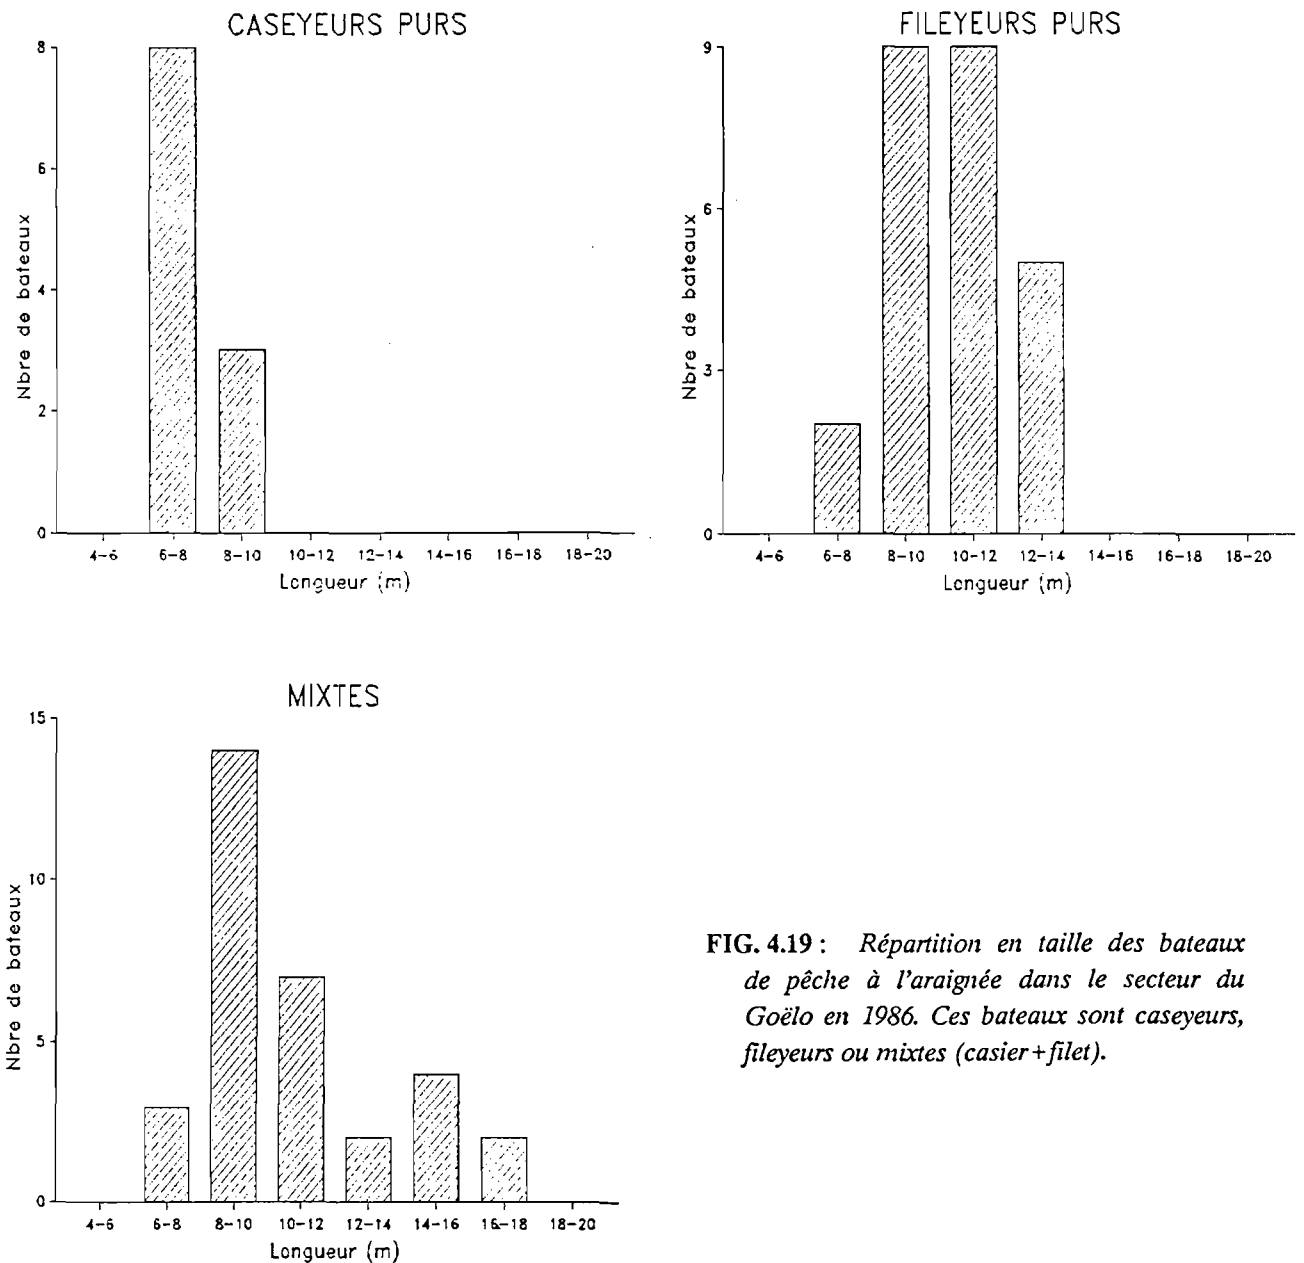 CASEYEURS PURS
8
6
4
2
0
Nbre de bateaux
4-6 6-8 8-10 10-12 12-14 14-16 16-18 18-20
Longueur (m)
FILEYEURS PURS
9
6
3
0
Nbre de bateaux
4-6 6-8 8-10 10-12 12-14 14-16 16-18 18-20
Longueur (m)
MIXTES
15
10
5
0
Nbre de bateaux
4-6 6-8 8-10 10-12 12-14 14-16 16-18 18-20
Longueur (m)
FIG. 4.19 : Répartition en taille des bateaux
de pêche à l'araignée dans le secteur du
Goëlo en 1986. Ces bateaux sont caseyeurs,
fileyeurs ou mixtes (casier+filet).